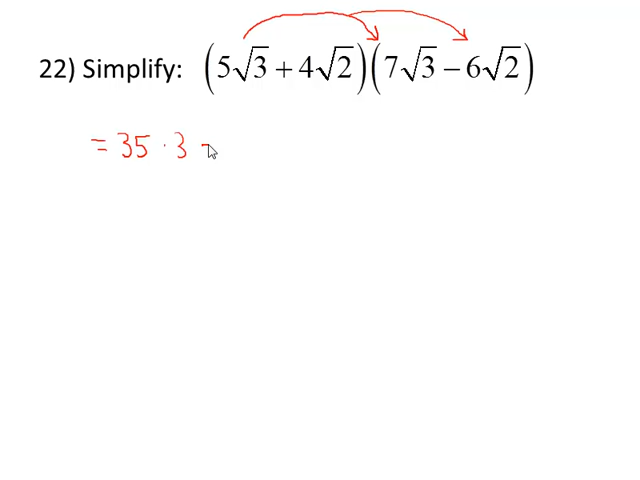 22) Simplify: (5√3 + 4√2)(7√3 − 6√2)
= 35 · 3 -